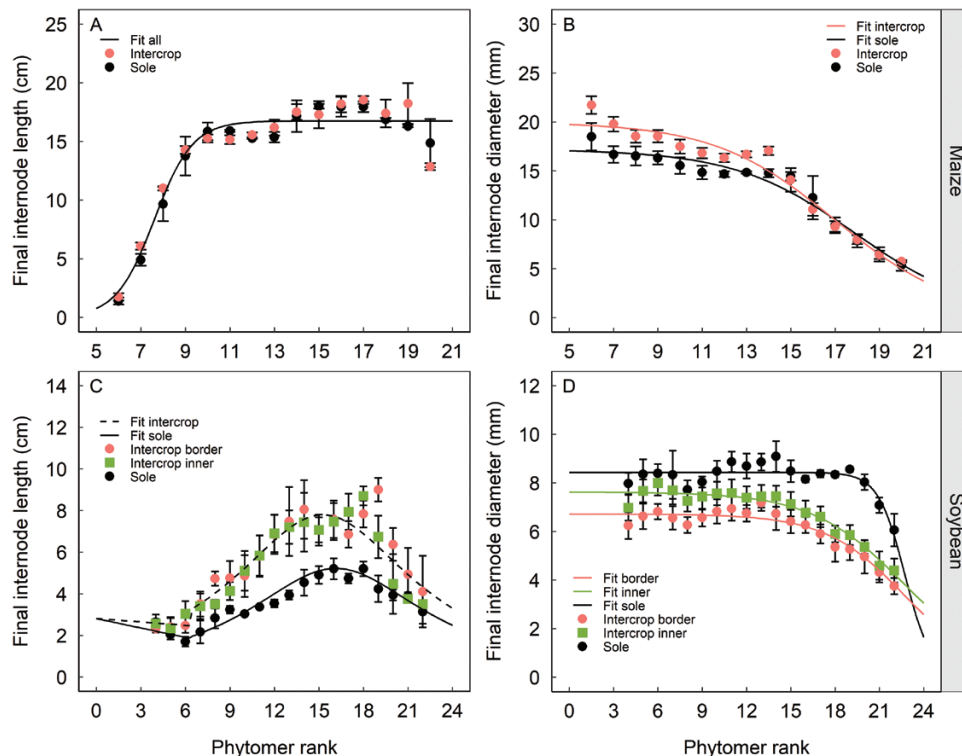 A
Final internode length (cm)
25
20
15
10
5
0
Fit all
Intercrop
Sole
5 7 9 11 13 15 17 19 21
B
Final internode diameter (mm)
30
25
20
15
10
5
0
Fit intercrop
Fit sole
Intercrop
Sole
5 7 9 11 13 15 17 19 21
Maize
C
Final internode length (cm)
14
12
10
8
6
4
2
0
Fit intercrop
Fit sole
Intercrop border
Intercrop inner
Sole
0 3 6 9 12 15 18 21 24
Phytomer rank
D
Final internode diameter (mm)
12
10
8
6
4
2
0
Fit border
Fit inner
Fit sole
Intercrop border
Intercrop inner
Sole
0 3 6 9 12 15 18 21 24
Phytomer rank
Soybean